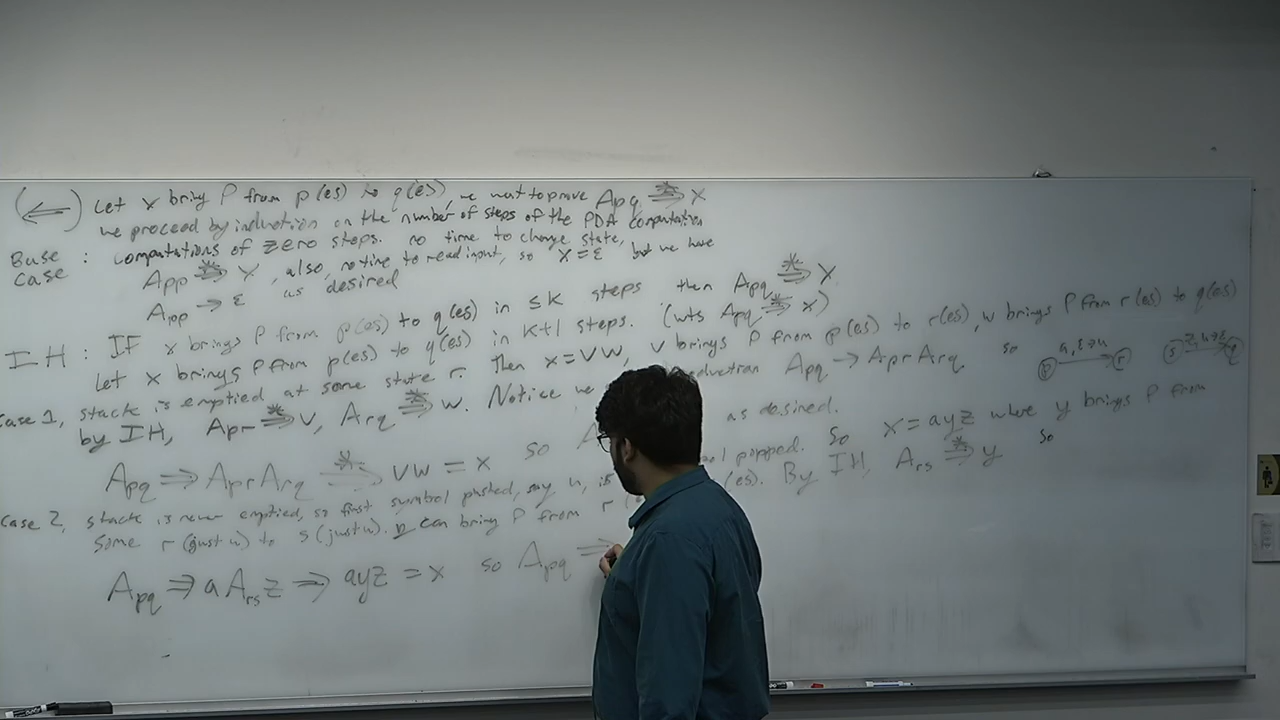 (⇐) Let x bring P from p(es) to q(es), we want to prove Apq ⇒* x
we proceed by induction on the number of steps of the PDA computation
Base Case : computations of zero steps. no time to change state,
App ⇒* x, also, no time to read input, so x=ε but we have
App → ε as desired
IH : If x brings P from p(es) to q(es) in ≤k steps then Apq ⇒* x
Let x brings P from p(es) to q(es) in k+1 steps. (wts Apq ⇒* x)
Case 1, stack is emptied at some state r. Then x=vw, v brings P from p(es) to r(es), w brings P from r(es) to q(es)
by IH, Apr ⇒* v, Arq ⇒* w. Notice we Apq → Apr Arq so
Apq ⇒ Apr Arq ⇒* vw = x so as desired.
p a,ε→u r s z,u→ε q
Case 2, stack is never emptied, so first symbol pushed, say u, is popped. So x=ayz where y brings P from
some r(just u) to s(just u). y can bring P from r (es). By IH, Ars ⇒* y so
Apq ⇒ a Ars z ⇒ ayz = x so Apq ⇒